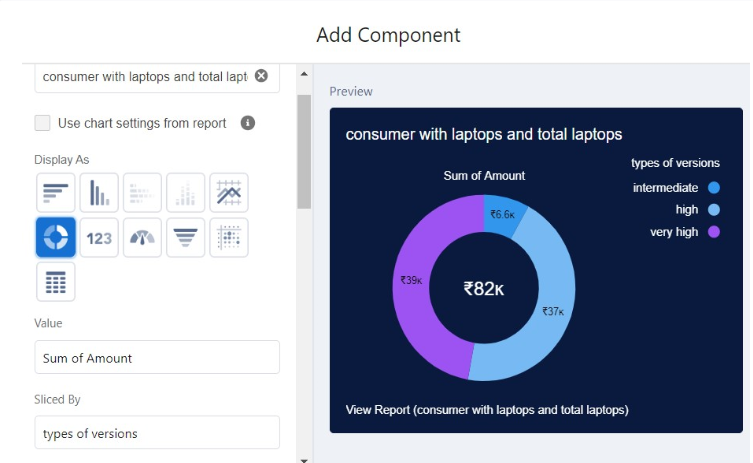 Add Component
consumer with laptops and total lapt
Use chart settings from report
Display As
123
Value
Sum of Amount
Sliced By
types of versions
Preview
consumer with laptops and total laptops
types of versions
Sum of Amount
intermediate
high
very high
₹6.6K
₹39K
₹82K
₹37K
View Report (consumer with laptops and total laptops)